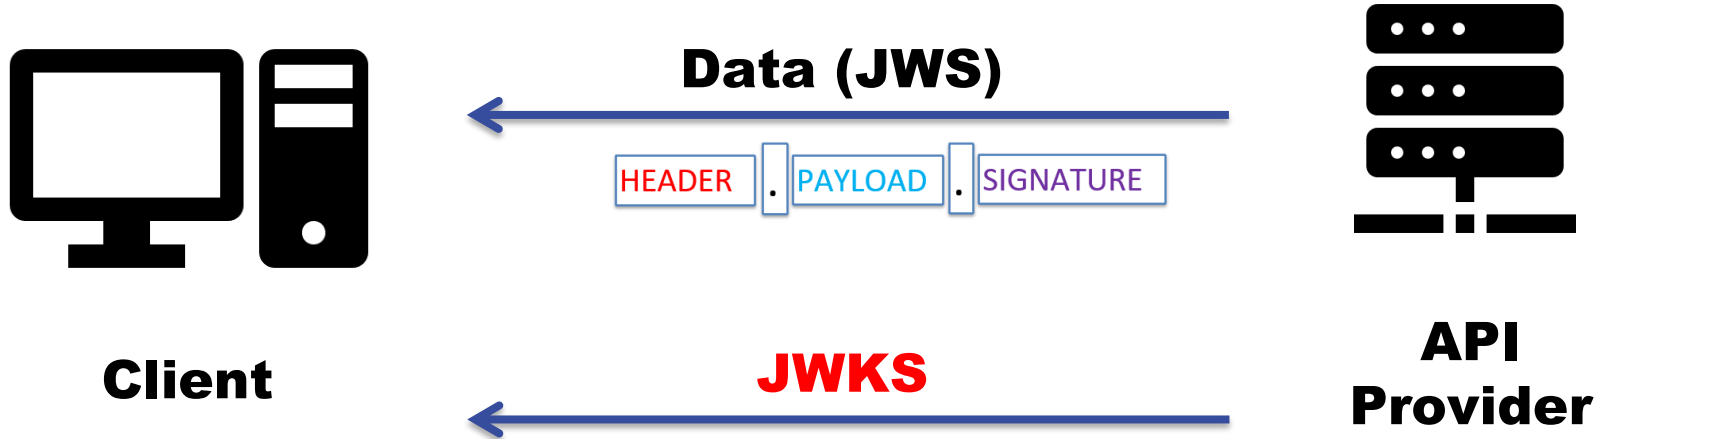 Data (JWS)
HEADER . PAYLOAD . SIGNATURE
Client
JWKS
API
Provider